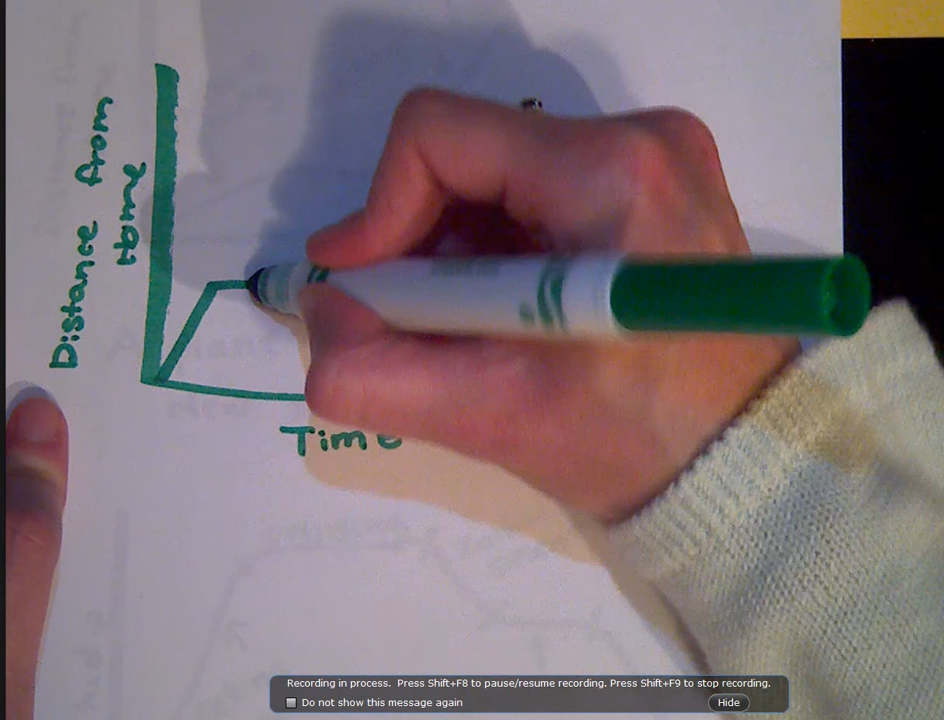 Distance from
Home
Time
Recording in process. Press Shift+F8 to pause/resume recording. Press Shift+F9 to stop recording.
Do not show this message again
Hide